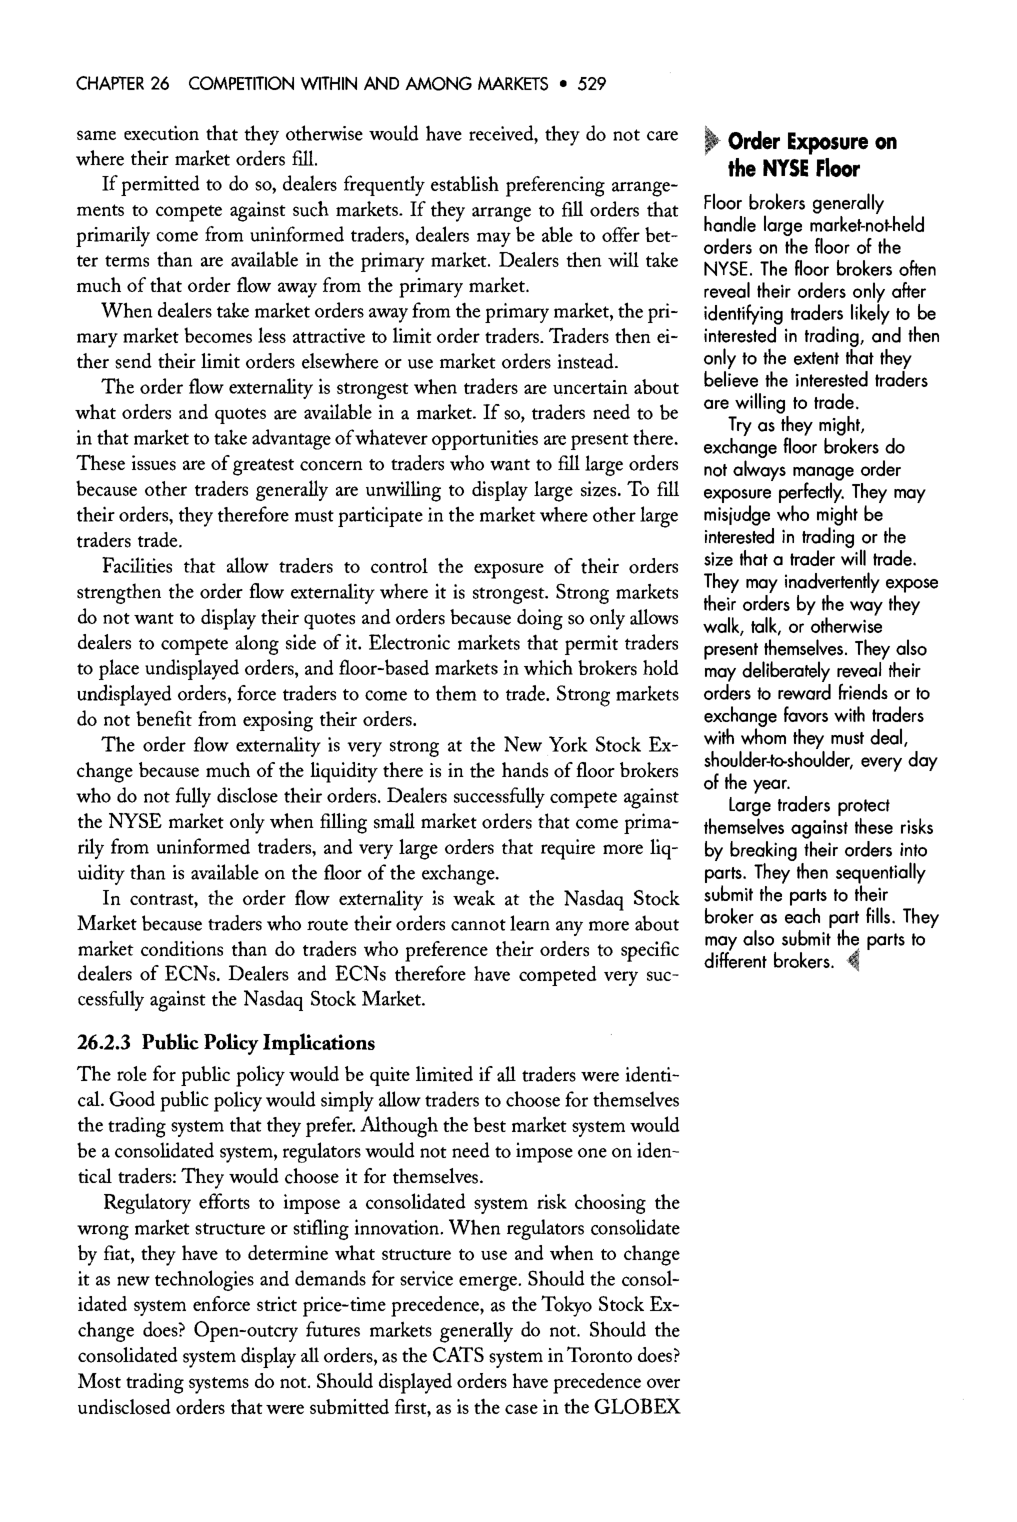 CHAPTER 26 COMPETITION WITHIN AND AMONG MARKETS • 529
same execution that they otherwise would have received, they do not care
where their market orders fill.
If permitted to do so, dealers frequently establish preferencing arrange-
ments to compete against such markets. If they arrange to fill orders that
primarily come from uninformed traders, dealers may be able to offer bet-
ter terms than are available in the primary market. Dealers then will take
much of that order flow away from the primary market.
When dealers take market orders away from the primary market, the pri-
mary market becomes less attractive to limit order traders. Traders then ei-
ther send their limit orders elsewhere or use market orders instead.
The order flow externality is strongest when traders are uncertain about
what orders and quotes are available in a market. If so, traders need to be
in that market to take advantage of whatever opportunities are present there.
These issues are of greatest concern to traders who want to fill large orders
because other traders generally are unwilling to display large sizes. To fill
their orders, they therefore must participate in the market where other large
traders trade.
Facilities that allow traders to control the exposure of their orders
strengthen the order flow externality where it is strongest. Strong markets
do not want to display their quotes and orders because doing so only allows
dealers to compete along side of it. Electronic markets that permit traders
to place undisplayed orders, and floor-based markets in which brokers hold
undisplayed orders, force traders to come to them to trade. Strong markets
do not benefit from exposing their orders.
The order flow externality is very strong at the New York Stock Ex-
change because much of the liquidity there is in the hands of floor brokers
who do not fully disclose their orders. Dealers successfully compete against
the NYSE market only when filling small market orders that come prima-
rily from uninformed traders, and very large orders that require more liq-
uidity than is available on the floor of the exchange.
In contrast, the order flow externality is weak at the Nasdaq Stock
Market because traders who route their orders cannot learn any more about
market conditions than do traders who preference their orders to specific
dealers of ECNs. Dealers and ECNs therefore have competed very suc-
cessfully against the Nasdaq Stock Market.
26.2.3 Public Policy Implications
The role for public policy would be quite limited if all traders were identi-
cal. Good public policy would simply allow traders to choose for themselves
the trading system that they prefer. Although the best market system would
be a consolidated system, regulators would not need to impose one on iden-
tical traders: They would choose it for themselves.
Regulatory efforts to impose a consolidated system risk choosing the
wrong market structure or stifling innovation. When regulators consolidate
by fiat, they have to determine what structure to use and when to change
it as new technologies and demands for service emerge. Should the consol-
idated system enforce strict price-time precedence, as the Tokyo Stock Ex-
change does? Open-outcry futures markets generally do not. Should the
consolidated system display all orders, as the CATS system in Toronto does?
Most trading systems do not. Should displayed orders have precedence over
undisclosed orders that were submitted first, as is the case in the GLOBEX
Order Exposure on
the NYSE Floor
Floor brokers generally
handle large market-not-held
orders on the floor of the
NYSE. The floor brokers often
reveal their orders only after
identifying traders likely to be
interested in trading, and then
only to the extent that they
believe the interested traders
are willing to trade.
Try as they might,
exchange floor brokers do
not always manage order
exposure perfectly. They may
misjudge who might be
interested in trading or the
size that a trader will trade.
They may inadvertently expose
their orders by the way they
walk, talk, or otherwise
present themselves. They also
may deliberately reveal their
orders to reward friends or to
exchange favors with traders
with whom they must deal,
shoulder-to-shoulder, every day
of the year.
Large traders protect
themselves against these risks
by breaking their orders into
parts. They then sequentially
submit the parts to their
broker as each part fills. They
may also submit the parts to
different brokers.